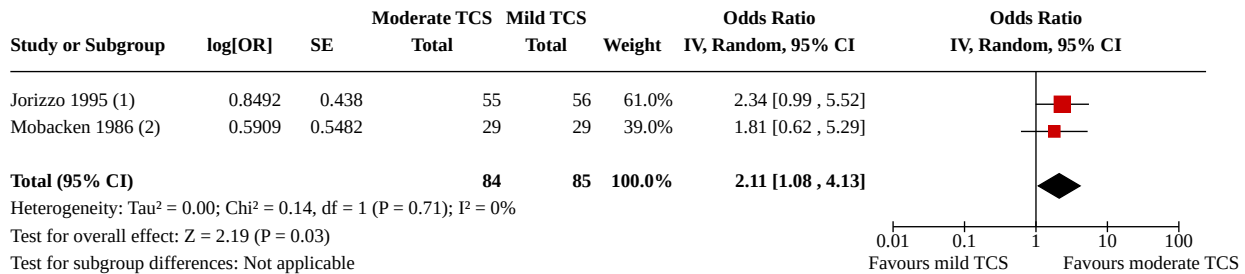 Moderate TCS Mild TCS Odds Ratio Odds Ratio
Study or Subgroup log[OR] SE Total Total Weight IV, Random, 95% CI IV, Random, 95% CI
Jorizzo 1995 (1) 0.8492 0.438 55 56 61.0% 2.34 [0.99 , 5.52]
Mobacken 1986 (2) 0.5909 0.5482 29 29 39.0% 1.81 [0.62 , 5.29]
Total (95% CI) 84 85 100.0% 2.11 [1.08 , 4.13]
Heterogeneity: Tau² = 0.00; Chi² = 0.14, df = 1 (P = 0.71); I² = 0%
Test for overall effect: Z = 2.19 (P = 0.03)
Test for subgroup differences: Not applicable
0.01 0.1 1 10 100
Favours mild TCS Favours moderate TCS